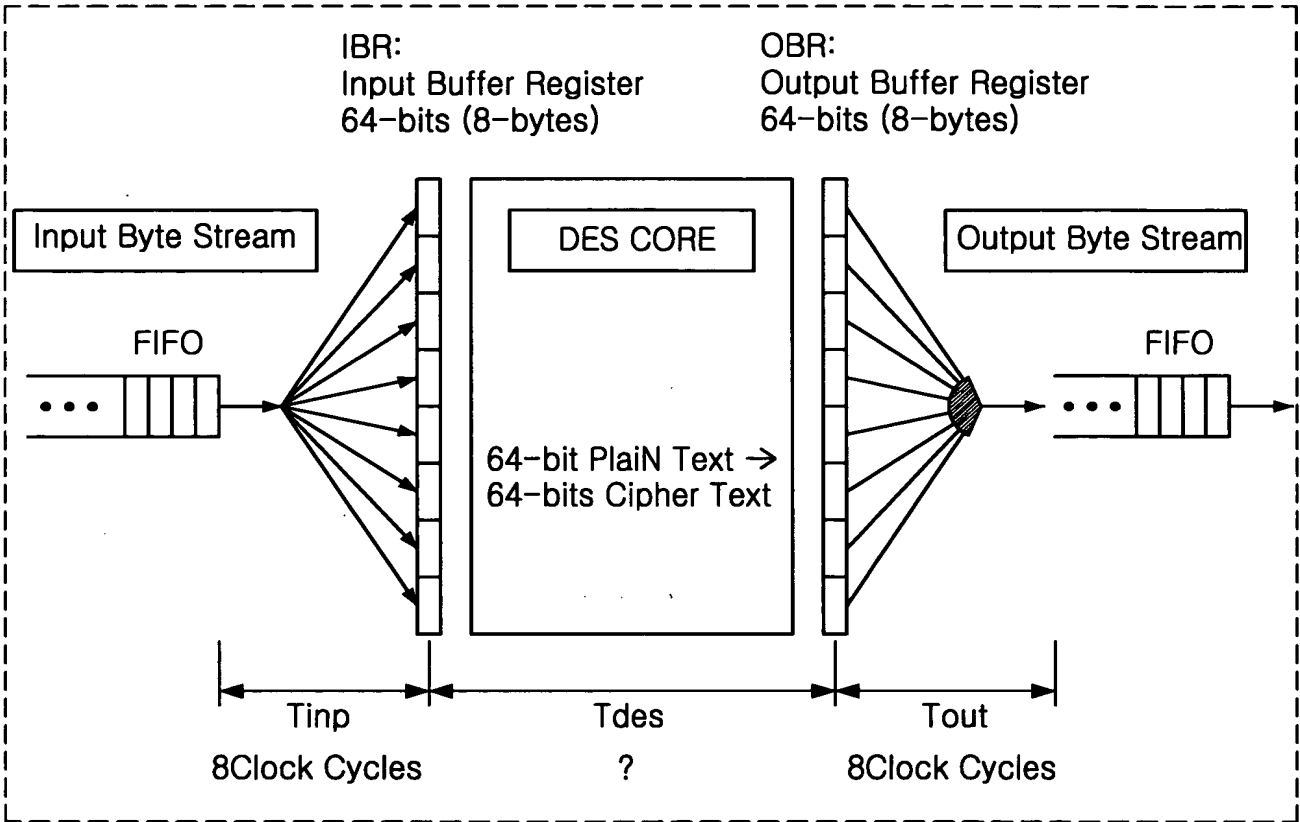 IBR:
Input Buffer Register
64-bits (8-bytes)
OBR:
Output Buffer Register
64-bits (8-bytes)
Input Byte Stream
DES CORE
Output Byte Stream
FIFO
FIFO
64-bit PlaiN Text →
64-bits Cipher Text
Tinp
Tdes
Tout
8Clock Cycles
?
8Clock Cycles